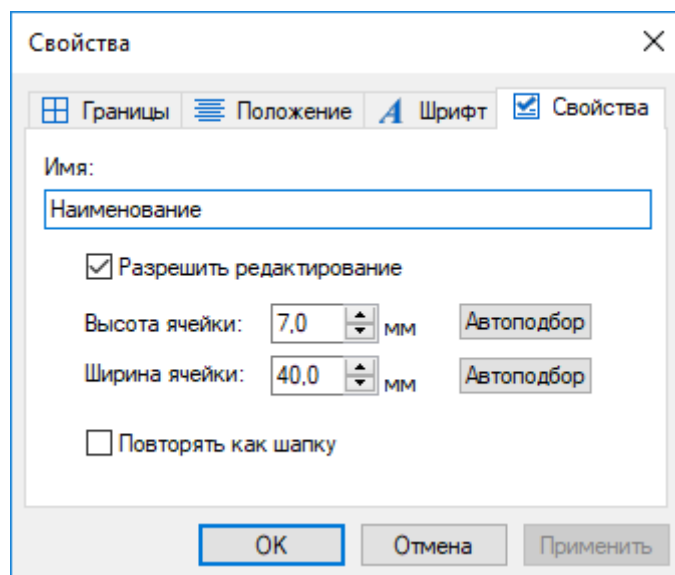 Свойства
Границы Положение Шрифт Свойства
Имя:
Наименование
Разрешить редактирование
Высота ячейки: 7,0 мм Автоподбор
Ширина ячейки: 40,0 мм Автоподбор
Повторять как шапку
OK Отмена Применить